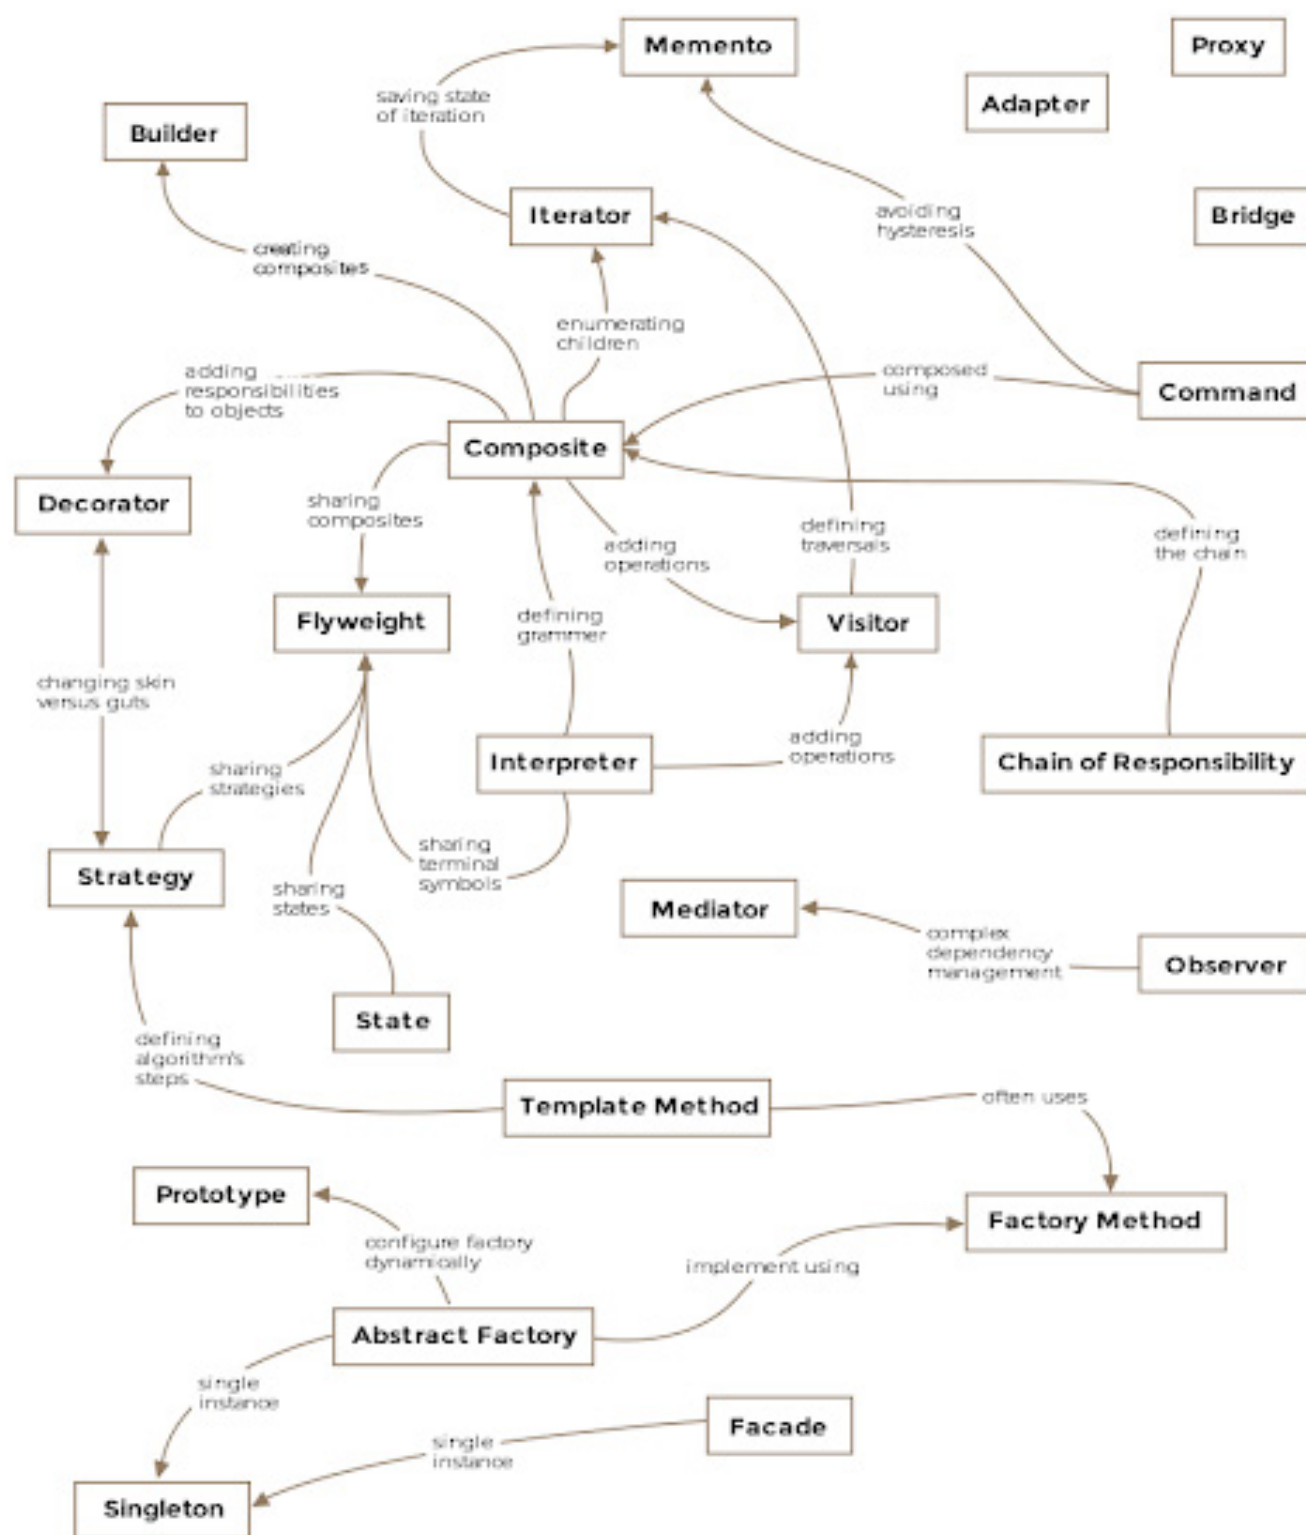 Memento
Proxy
Adapter
saving state
of iteration
Builder
Iterator
avoiding
hysteresis
Bridge
creating
composites
enumerating
children
adding
responsibilities
to objects
composed
using
Command
Composite
Decorator
sharing
composites
adding
operations
defining
traversals
defining
the chain
Flyweight
defining
grammer
Visitor
changing skin
versus guts
sharing
strategies
Interpreter
adding
operations
Chain of Responsibility
Strategy
sharing
states
sharing
terminal
symbols
Mediator
complex
dependency
management
Observer
State
defining
algorithm's
steps
Template Method
often uses
Prototype
Factory Method
configure factory
dynamically
implement using
Abstract Factory
single
instance
Facade
single
instance
Singleton